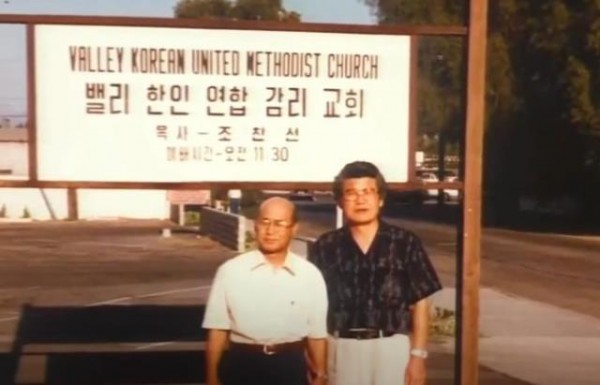 VALLEY KOREAN UNITED METHODIST CHURCH
밸리 한인 연합 감리 교회
목사-조찬선
예배시간-오전 11 30